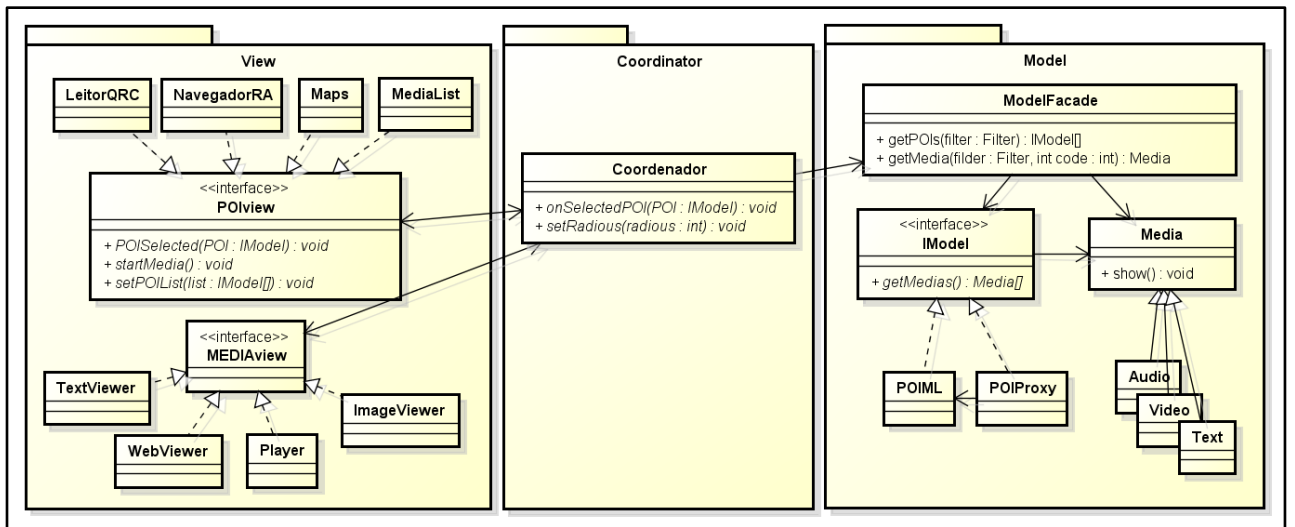 View
LeitorQRC
NavegadorRA
Maps
MediaList
<<interface>>
POIview
+ POISelected(POI : IModel) : void
+ startMedia() : void
+ setPOIList(list : IModel[]) : void
<<interface>>
MEDIAview
TextViewer
WebViewer
Player
ImageViewer
Coordinator
Coordenador
+ onSelectedPOI(POI : IModel) : void
+ setRadious(radious : int) : void
Model
ModelFacade
+ getPOIs(filter : Filter) : IModel[]
+ getMedia(filder : Filter, int code : int) : Media
<<interface>>
IModel
+ getMedias() : Media[]
Media
+ show() : void
POIML
POIProxy
Audio
Video
Text